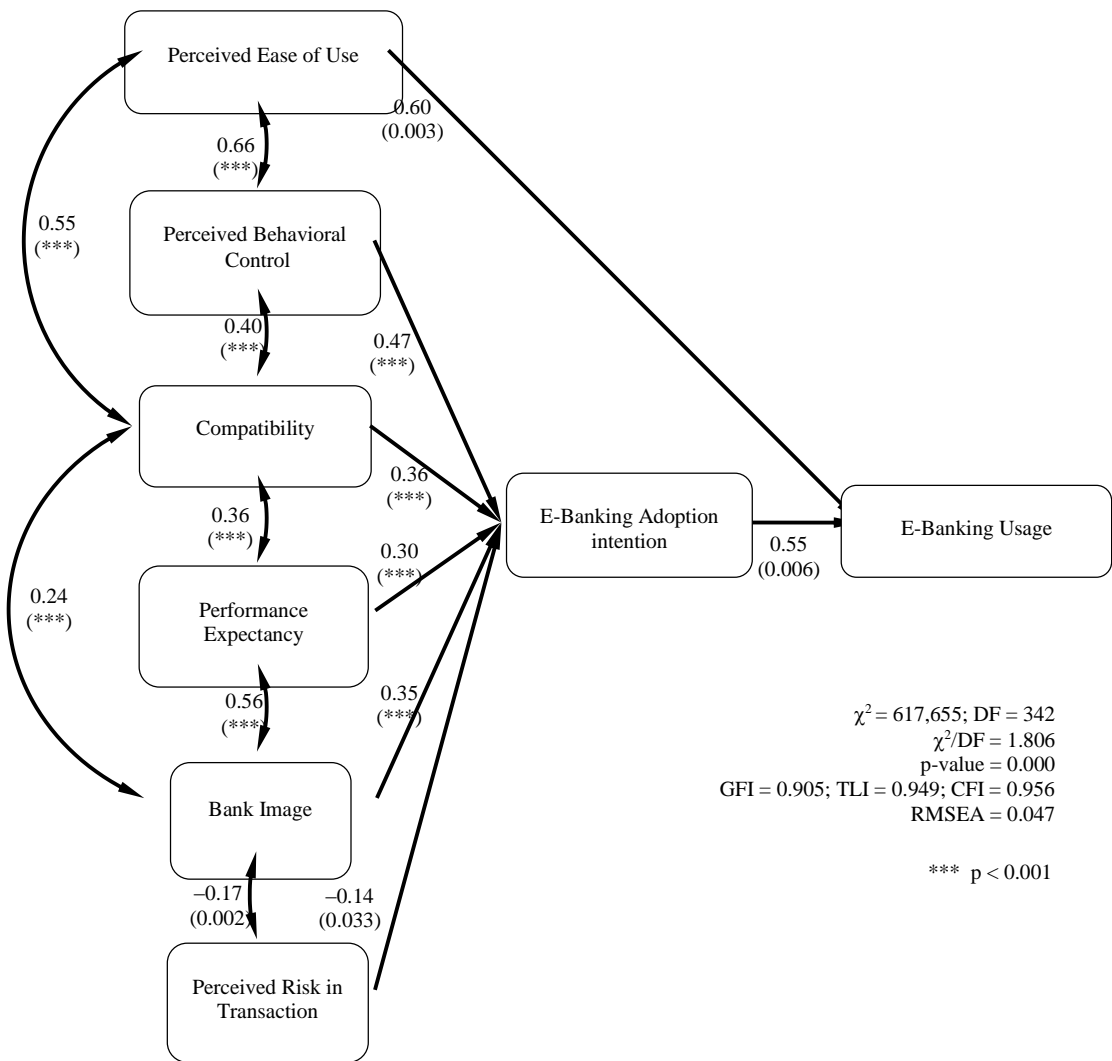 Perceived Ease of Use
0.60
(0.003)
0.66
(***)
0.55
(***)
Perceived Behavioral
Control
0.40
(***)
0.47
(***)
Compatibility
0.36
(***)
0.36
(***)
E-Banking Adoption
intention
0.55
(0.006)
E-Banking Usage
0.30
(***)
0.24
(***)
Performance
Expectancy
0.56
(***)
0.35
(***)
Bank Image
–0.17
(0.002)
–0.14
(0.033)
Perceived Risk in
Transaction
χ² = 617,655; DF = 342
χ²/DF = 1.806
p-value = 0.000
GFI = 0.905; TLI = 0.949; CFI = 0.956
RMSEA = 0.047
*** p < 0.001